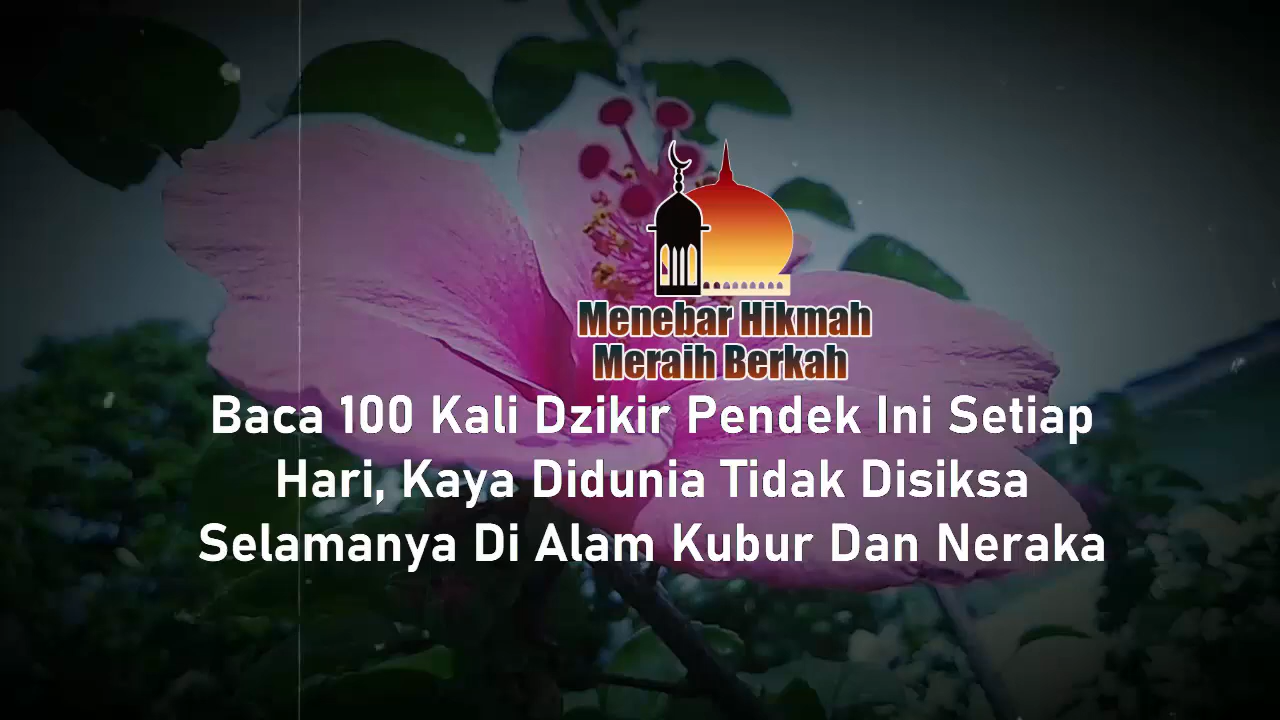 Menebar Hikmah
Meraih Berkah
Baca 100 Kali Dzikir Pendek Ini Setiap
Hari, Kaya Didunia Tidak Disiksa
Selamanya Di Alam Kubur Dan Neraka